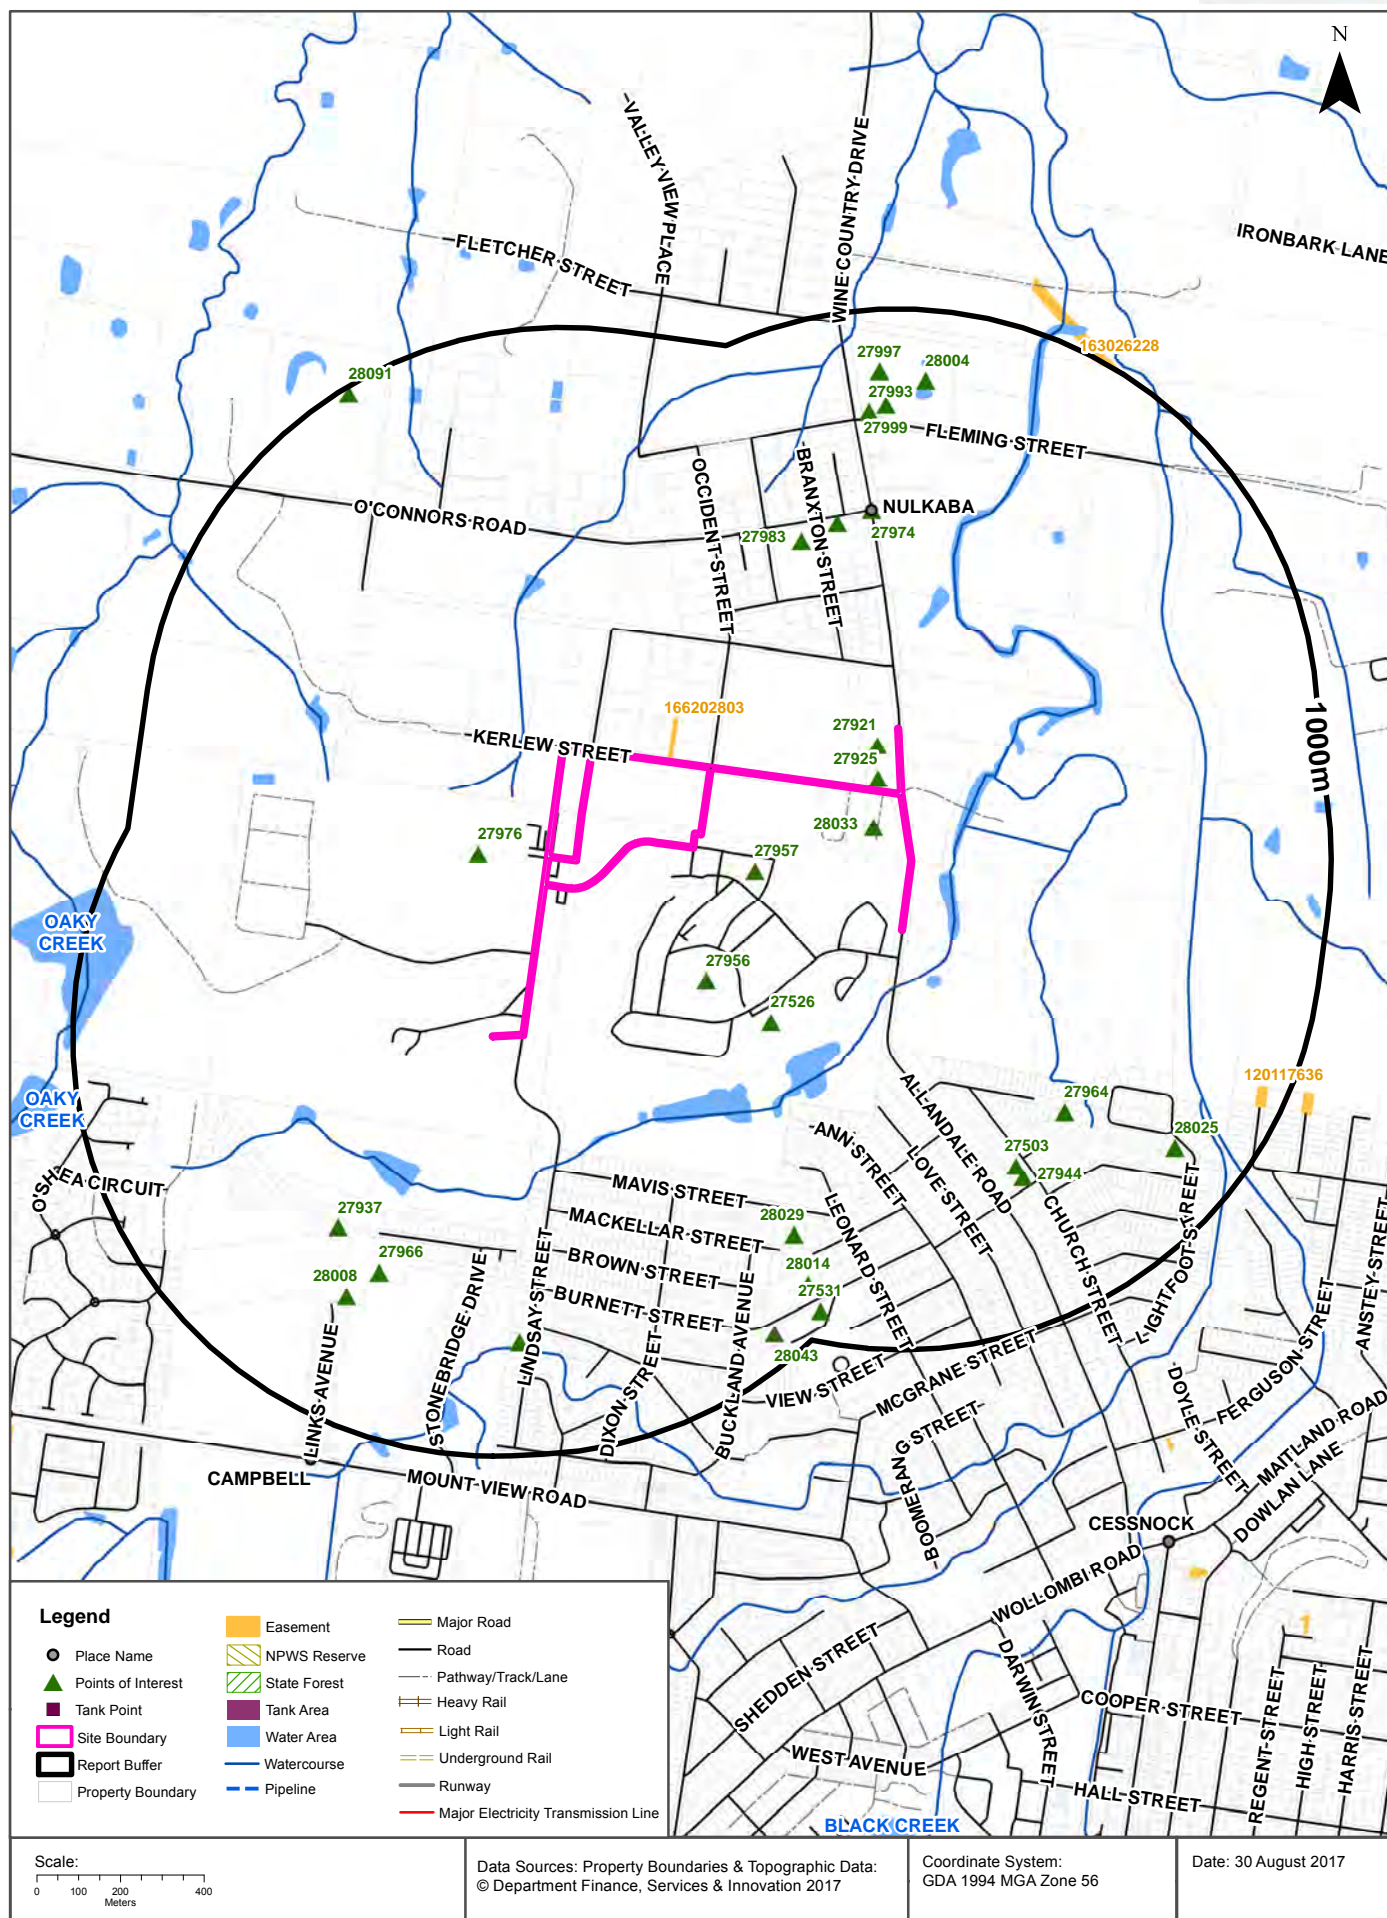 N
VALLEY VIEW PLACE
WINE COUNTRY DRIVE
IRONBARK LANE
FLETCHER STREET
163026228
27997
28004
28091
27993
27999
FLEMING STREET
OCCIDENT STREET
BRANXTON STREET
O'CONNORS ROAD
NULKABA
27983
27974
166202803
27921
KERLEW STREET
27925
1000m
28033
27976
27957
OAKY
CREEK
27956
27526
120117636
OAKY
CREEK
27964
ALLANDALE ROAD
ANN STREET
LOVE STREET
28025
27503
27944
O'SHEA CIRCUIT
MAVIS STREET
LEONARD STREET
CHURCH STREET
LIGHTFOOT STREET
27937
28029
MACKELLAR STREET
27966
BROWN STREET
28014
28008
27531
BURNETT STREET
28043
STONEBRIDGE DRIVE
LINDSAY STREET
BUCKLAND AVENUE
DIXON STREET
LINKS AVENUE
VIEW STREET
MCGRANE STREET
ANSTEY STREET
FERGUSON STREET
DOYLE STREET
MAITLAND ROAD
DOWLAN LANE
BOOMERANG STREET
CAMPBELL
MOUNT VIEW ROAD
CESSNOCK
WOLLOMBI ROAD
SHEDDEN STREET
DARWIN STREET
COOPER STREET
WEST AVENUE
HALL STREET
REGENT STREET
HIGH STREET
HARRIS STREET
BLACK CREEK
Legend
Place Name
Points of Interest
Tank Point
Site Boundary
Report Buffer
Property Boundary
Easement
NPWS Reserve
State Forest
Tank Area
Water Area
Watercourse
Pipeline
Major Road
Road
Pathway/Track/Lane
Heavy Rail
Light Rail
Underground Rail
Runway
Major Electricity Transmission Line
Scale:
0 100 200 400
Meters
Data Sources: Property Boundaries & Topographic Data:
© Department Finance, Services & Innovation 2017
Coordinate System:
GDA 1994 MGA Zone 56
Date: 30 August 2017